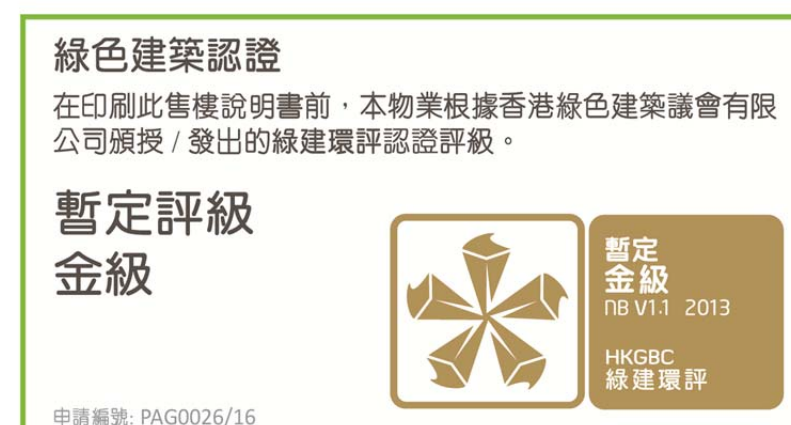 綠色建築認證
在印刷此售樓說明書前，本物業根據香港綠色建築議會有限
公司頒授 / 發出的綠建環評認證評級。
暫定評級
金級
暫定
金級
NB V1.1 2013
HKGBC
綠建環評
申請編號: PAG0026/16